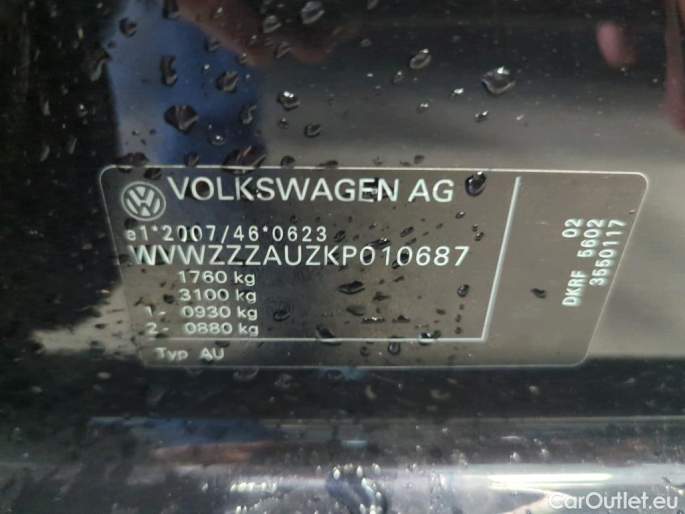 VOLKSWAGEN AG
e1*2007/46*0623
WVWZZZAUZKP010687
1760 kg
3100 kg
1 - 0930 kg
2 - 0880 kg
Typ AU
02
DKRF 5602
3550117
CarOutlet.eu